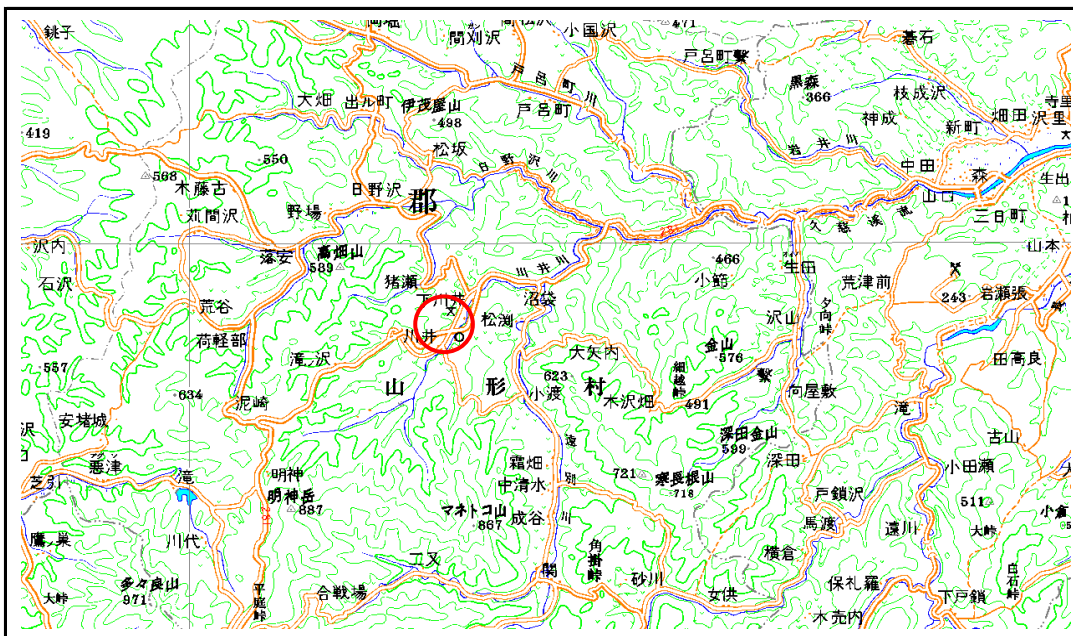 銚子
間刈沢
小国沢
471
碁石
戸呂町繋
戸呂町川
黒森
366
枝成沢
畑田
沢里
寺里
大畑
出ル町
伊茂屋山
498
戸呂町
神成
新町
419
550
松坂
日野沢川
岩井川
中田
森
568
木藤古
日野沢
郡
山口
生出
苅間沢
野場
久慈渓流
三日町
281
沢内
落安
高畑山
589
川井川
466
生田
山本
石沢
猪瀬
下川井
沼袋
小節
荒津前
荒谷
松渕
沢山
夕向峠
243
岩瀬張
荷軽部
川井
滝ノ沢
大矢内
金山
576
田高良
557
634
山形村
623
小渡
細越峠
繋
向屋敷
安堵城
泥崎
木沢畑
491
滝
深田金山
599
古山
悪津
滝
明神
霜畑
遠別川
721
深田
小田瀬
芝引
明神岳
887
中清水
寒長根山
718
戸鎖沢
511
マネトコ山
867
成谷
馬渡
遠川
大峠
小倉
281
鷹ノ巣
川代
二又
関
角掛峠
横倉
白石峠
多々良山
971
大峠
平庭峠
合戦場
砂川
女供
保礼羅
下戸鎖
木売内